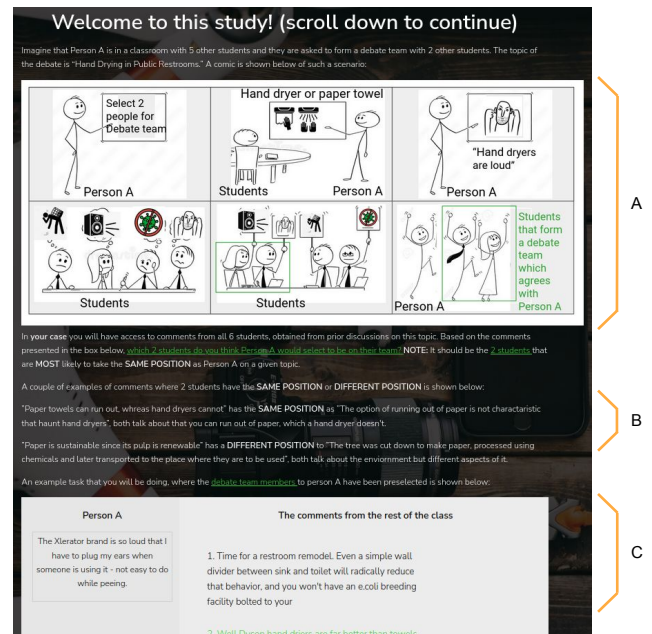 Welcome to this study! (scroll down to continue)
Imagine that Person A is in a classroom with 5 other students and they are asked to form a debate team with 2 other students. The topic of
the debate is "Hand Drying in Public Restrooms." A comic is shown below of such a scenario:
Select 2
people for
Debate team
Person A
Hand dryer or paper towel
Students Person A
"Hand dryers
are loud"
Person A
Students
Students
Students
that form
a debate
team
which
agrees
with
Person A
Person A
A
In your case you will have access to comments from all 6 students, obtained from prior discussions on this topic. Based on the comments
presented in the box below, which 2 students do you think Person A would select to be on their team? NOTE: It should be the 2 students that
are MOST likely to take the SAME POSITION as Person A on a given topic.
A couple of examples of comments where 2 students have the SAME POSITION or DIFFERENT POSITION is shown below:
"Paper towels can run out, whreas hand dryers cannot" has the SAME POSITION as "The option of running out of paper is not charactaristic
that haunt hand dryers", both talk about that you can run out of paper, which a hand dryer doesn't.
"Paper is sustainable since its pulp is renewable" has a DIFFERENT POSITION to "The tree was cut down to make paper, processed using
chemicals and later transported to the place where they are to be used", both talk about the enviornment but different aspects of it.
B
An example task that you will be doing, where the debate team members to person A have been preselected is shown below:
Person A
The Xlerator brand is so loud that I
have to plug my ears when
someone is using it - not easy to do
while peeing.
The comments from the rest of the class
1. Time for a restroom remodel. Even a simple wall
divider between sink and toilet will radically reduce
that behavior, and you won't have an e.coli breeding
facility bolted to your
2. Well Dyson hand driers are far better than towels
C